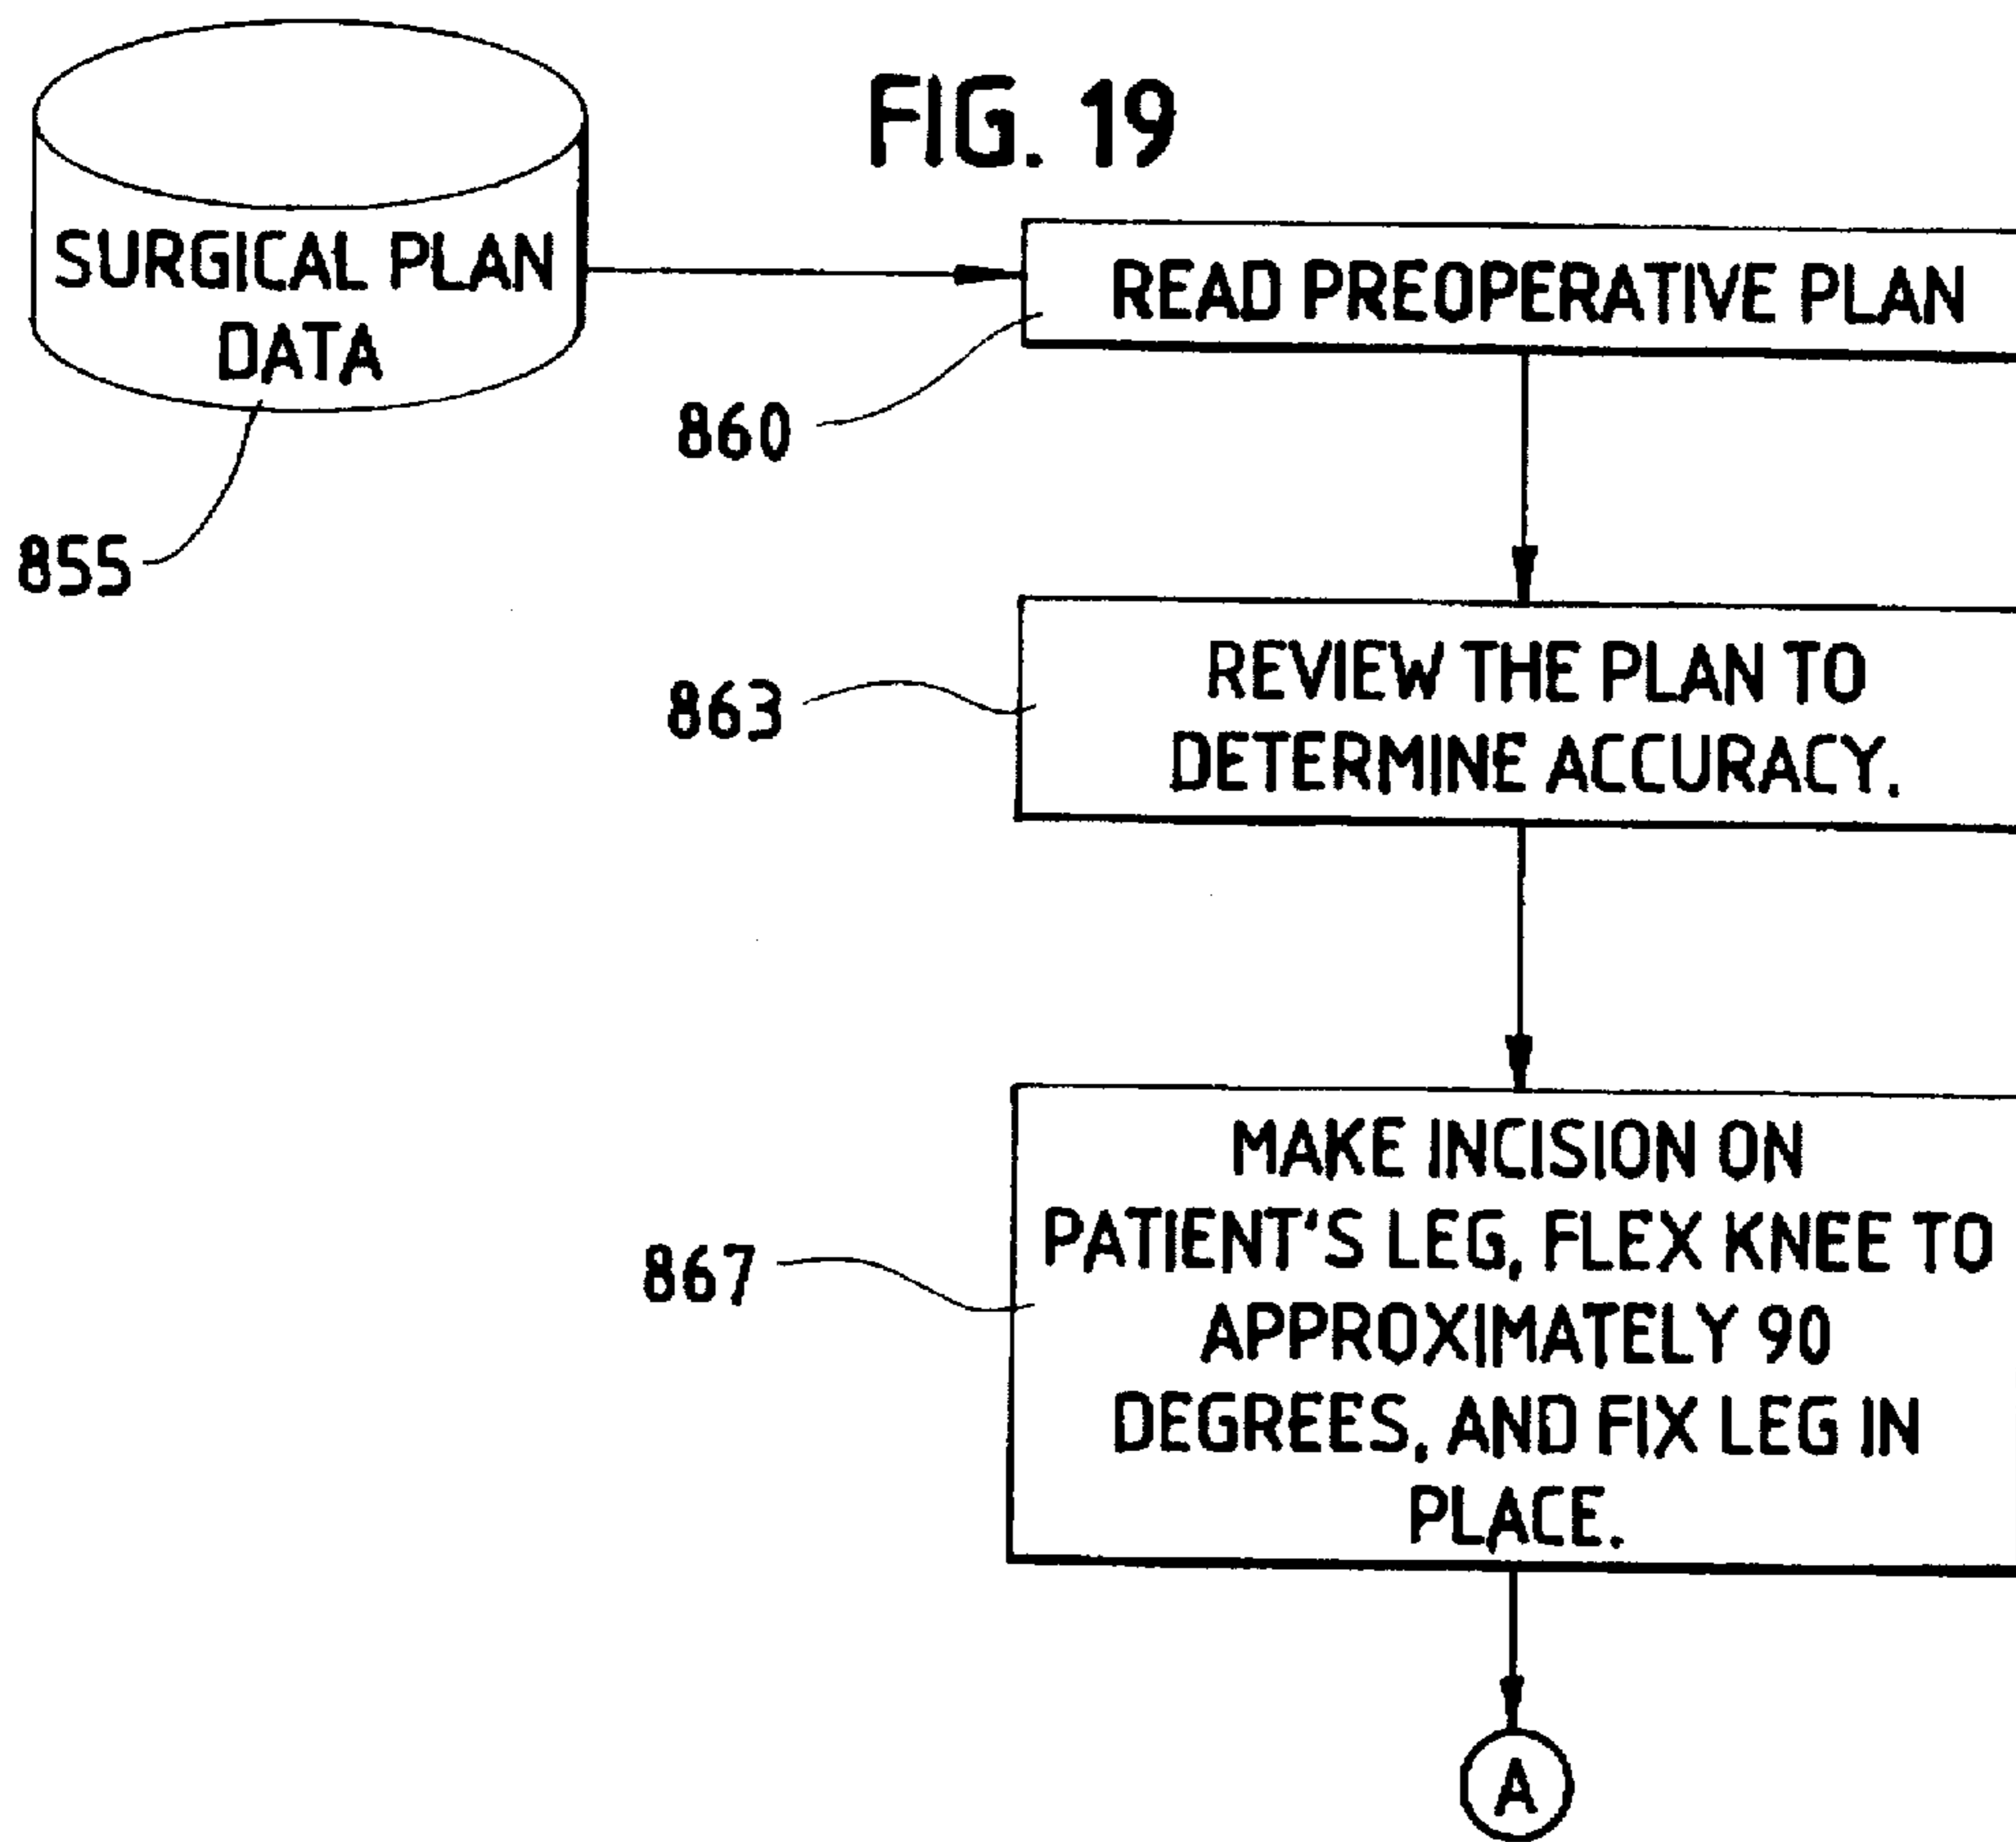 FIG. 19
SURGICAL PLAN
DATA
855
READ PREOPERATIVE PLAN
860
REVIEW THE PLAN TO
DETERMINE ACCURACY.
863
MAKE INCISION ON
PATIENT'S LEG, FLEX KNEE TO
APPROXIMATELY 90
DEGREES, AND FIX LEG IN
PLACE.
867
A